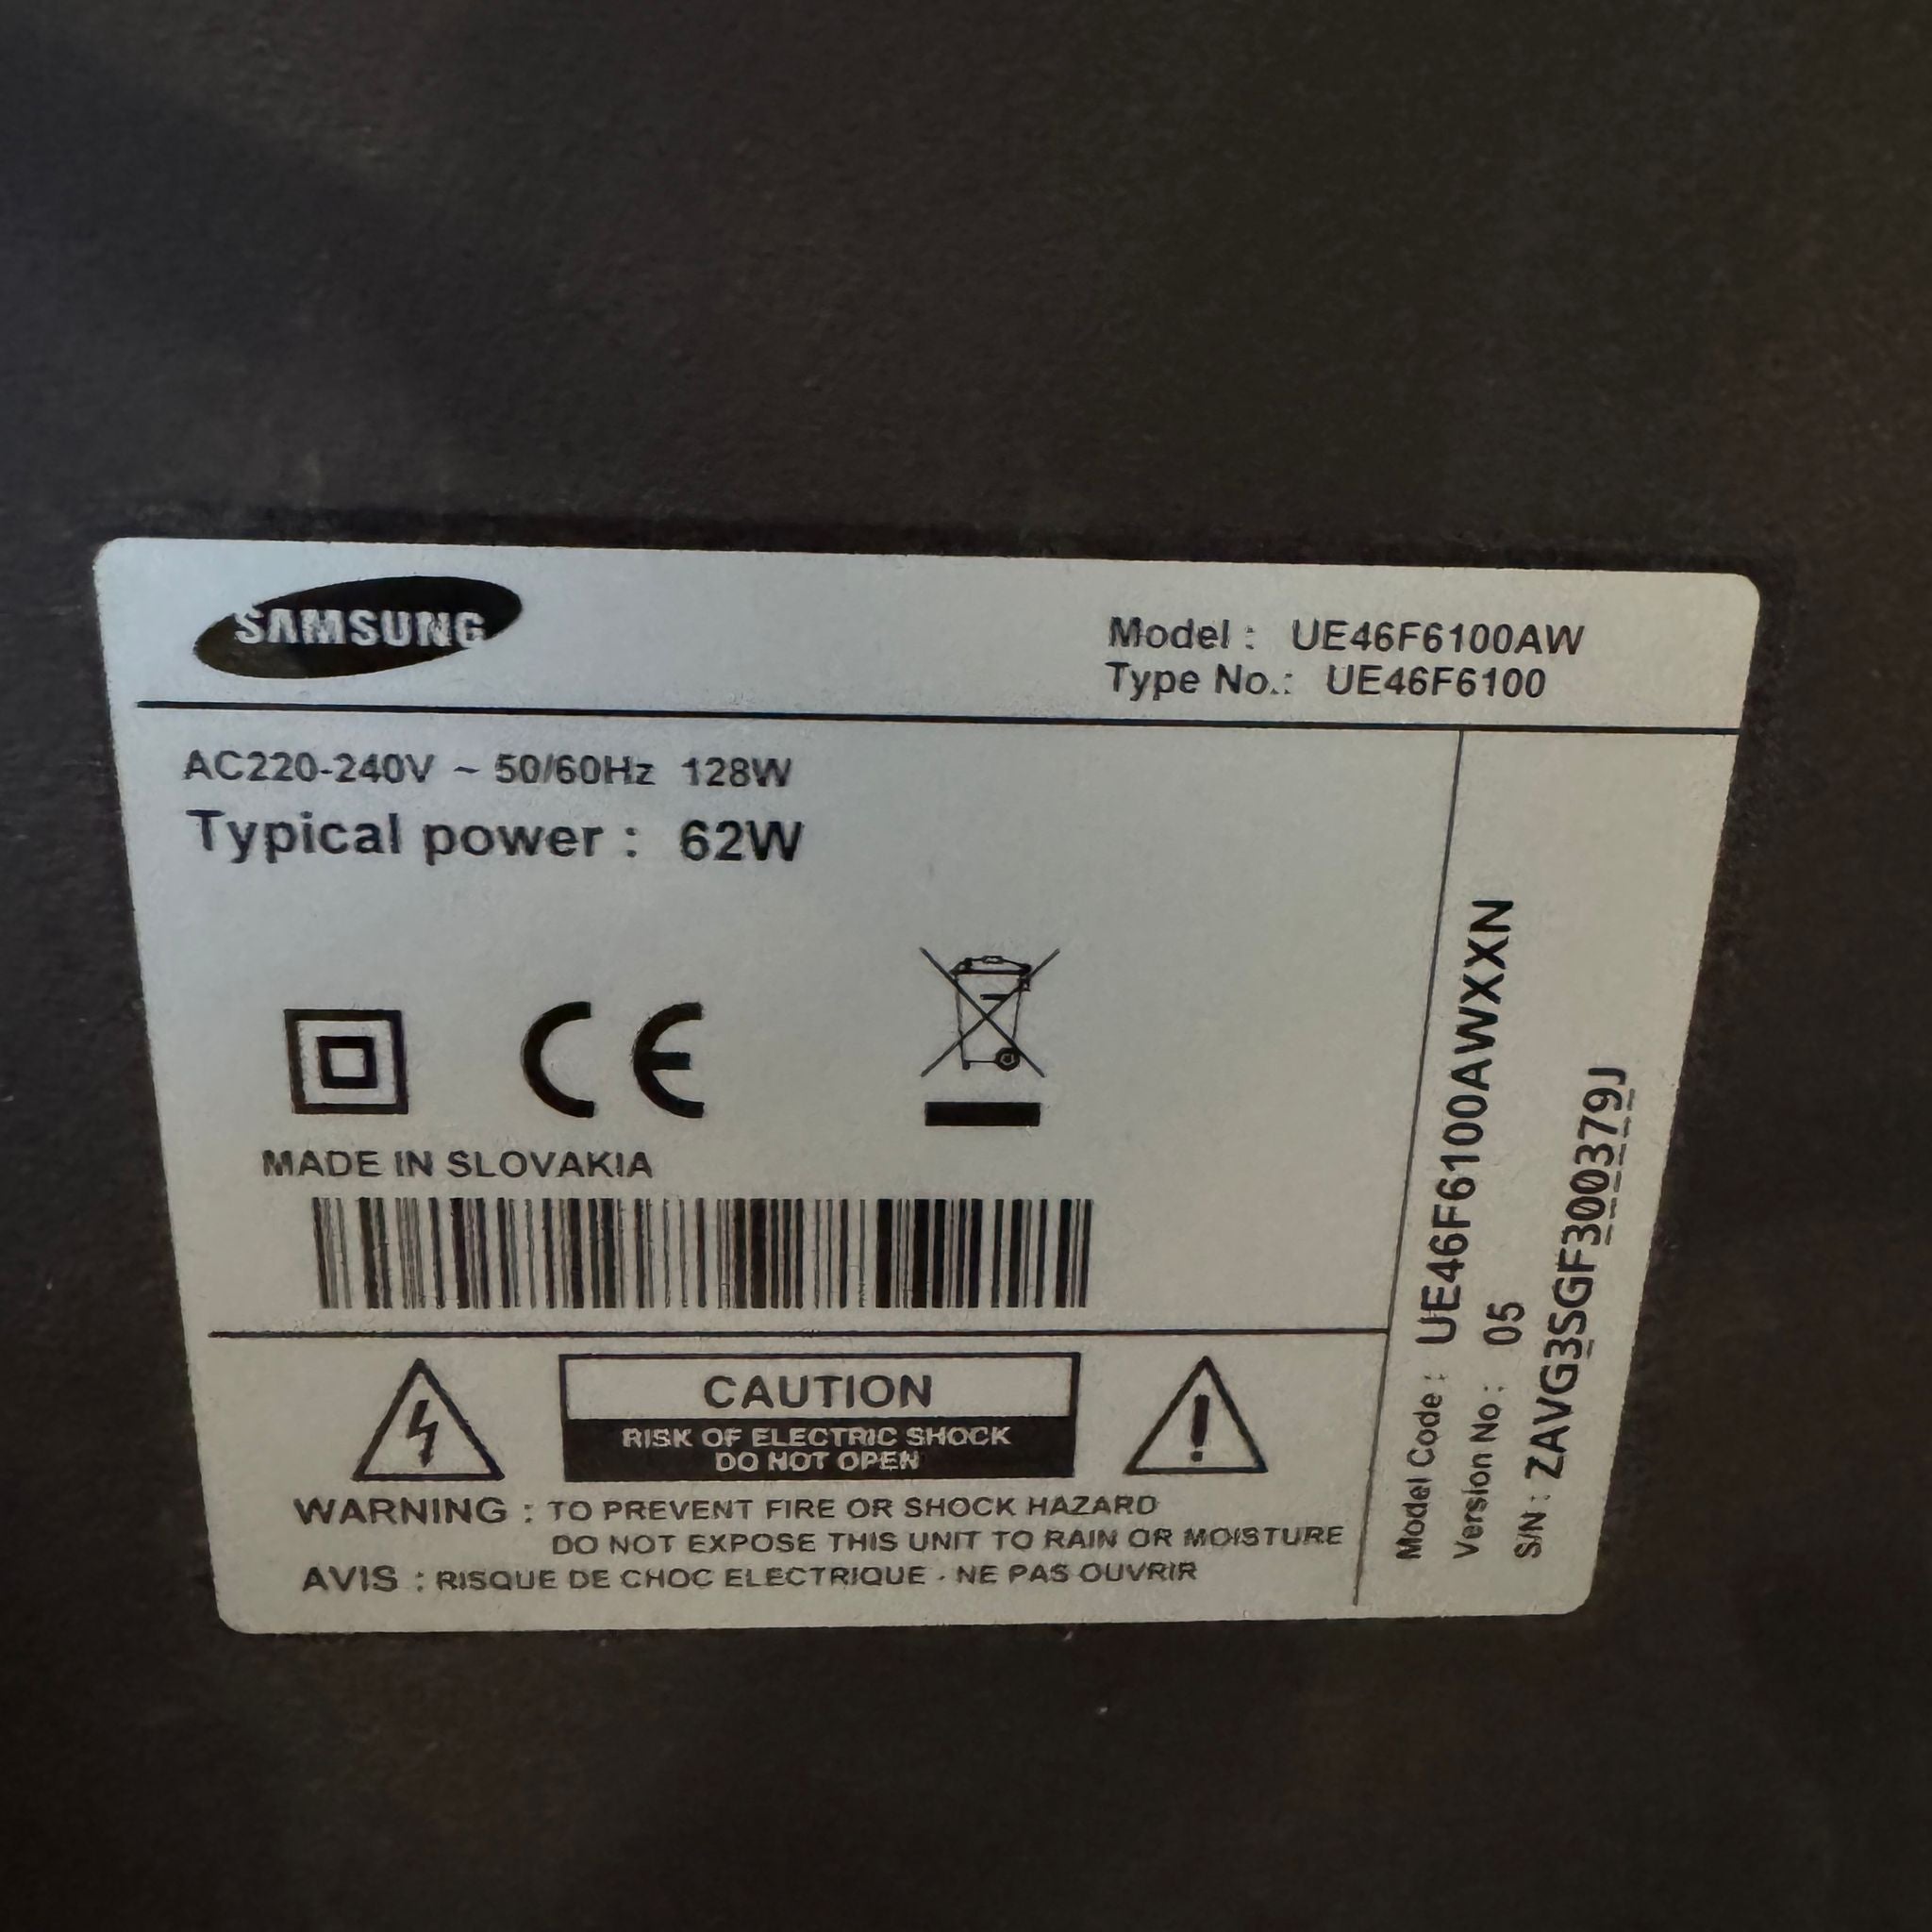 SAMSUNG
Model : UE46F6100AW
Type No.: UE46F6100
AC220-240V ~ 50/60Hz 128W
Typical power : 62W
CE
MADE IN SLOVAKIA
CAUTION
RISK OF ELECTRIC SHOCK
DO NOT OPEN
WARNING : TO PREVENT FIRE OR SHOCK HAZARD
DO NOT EXPOSE THIS UNIT TO RAIN OR MOISTURE
AVIS : RISQUE DE CHOC ELECTRIQUE - NE PAS OUVRIR
Model Code : UE46F6100AWXXN
Version No : 05
S/N : ZAVG3SGF300379J